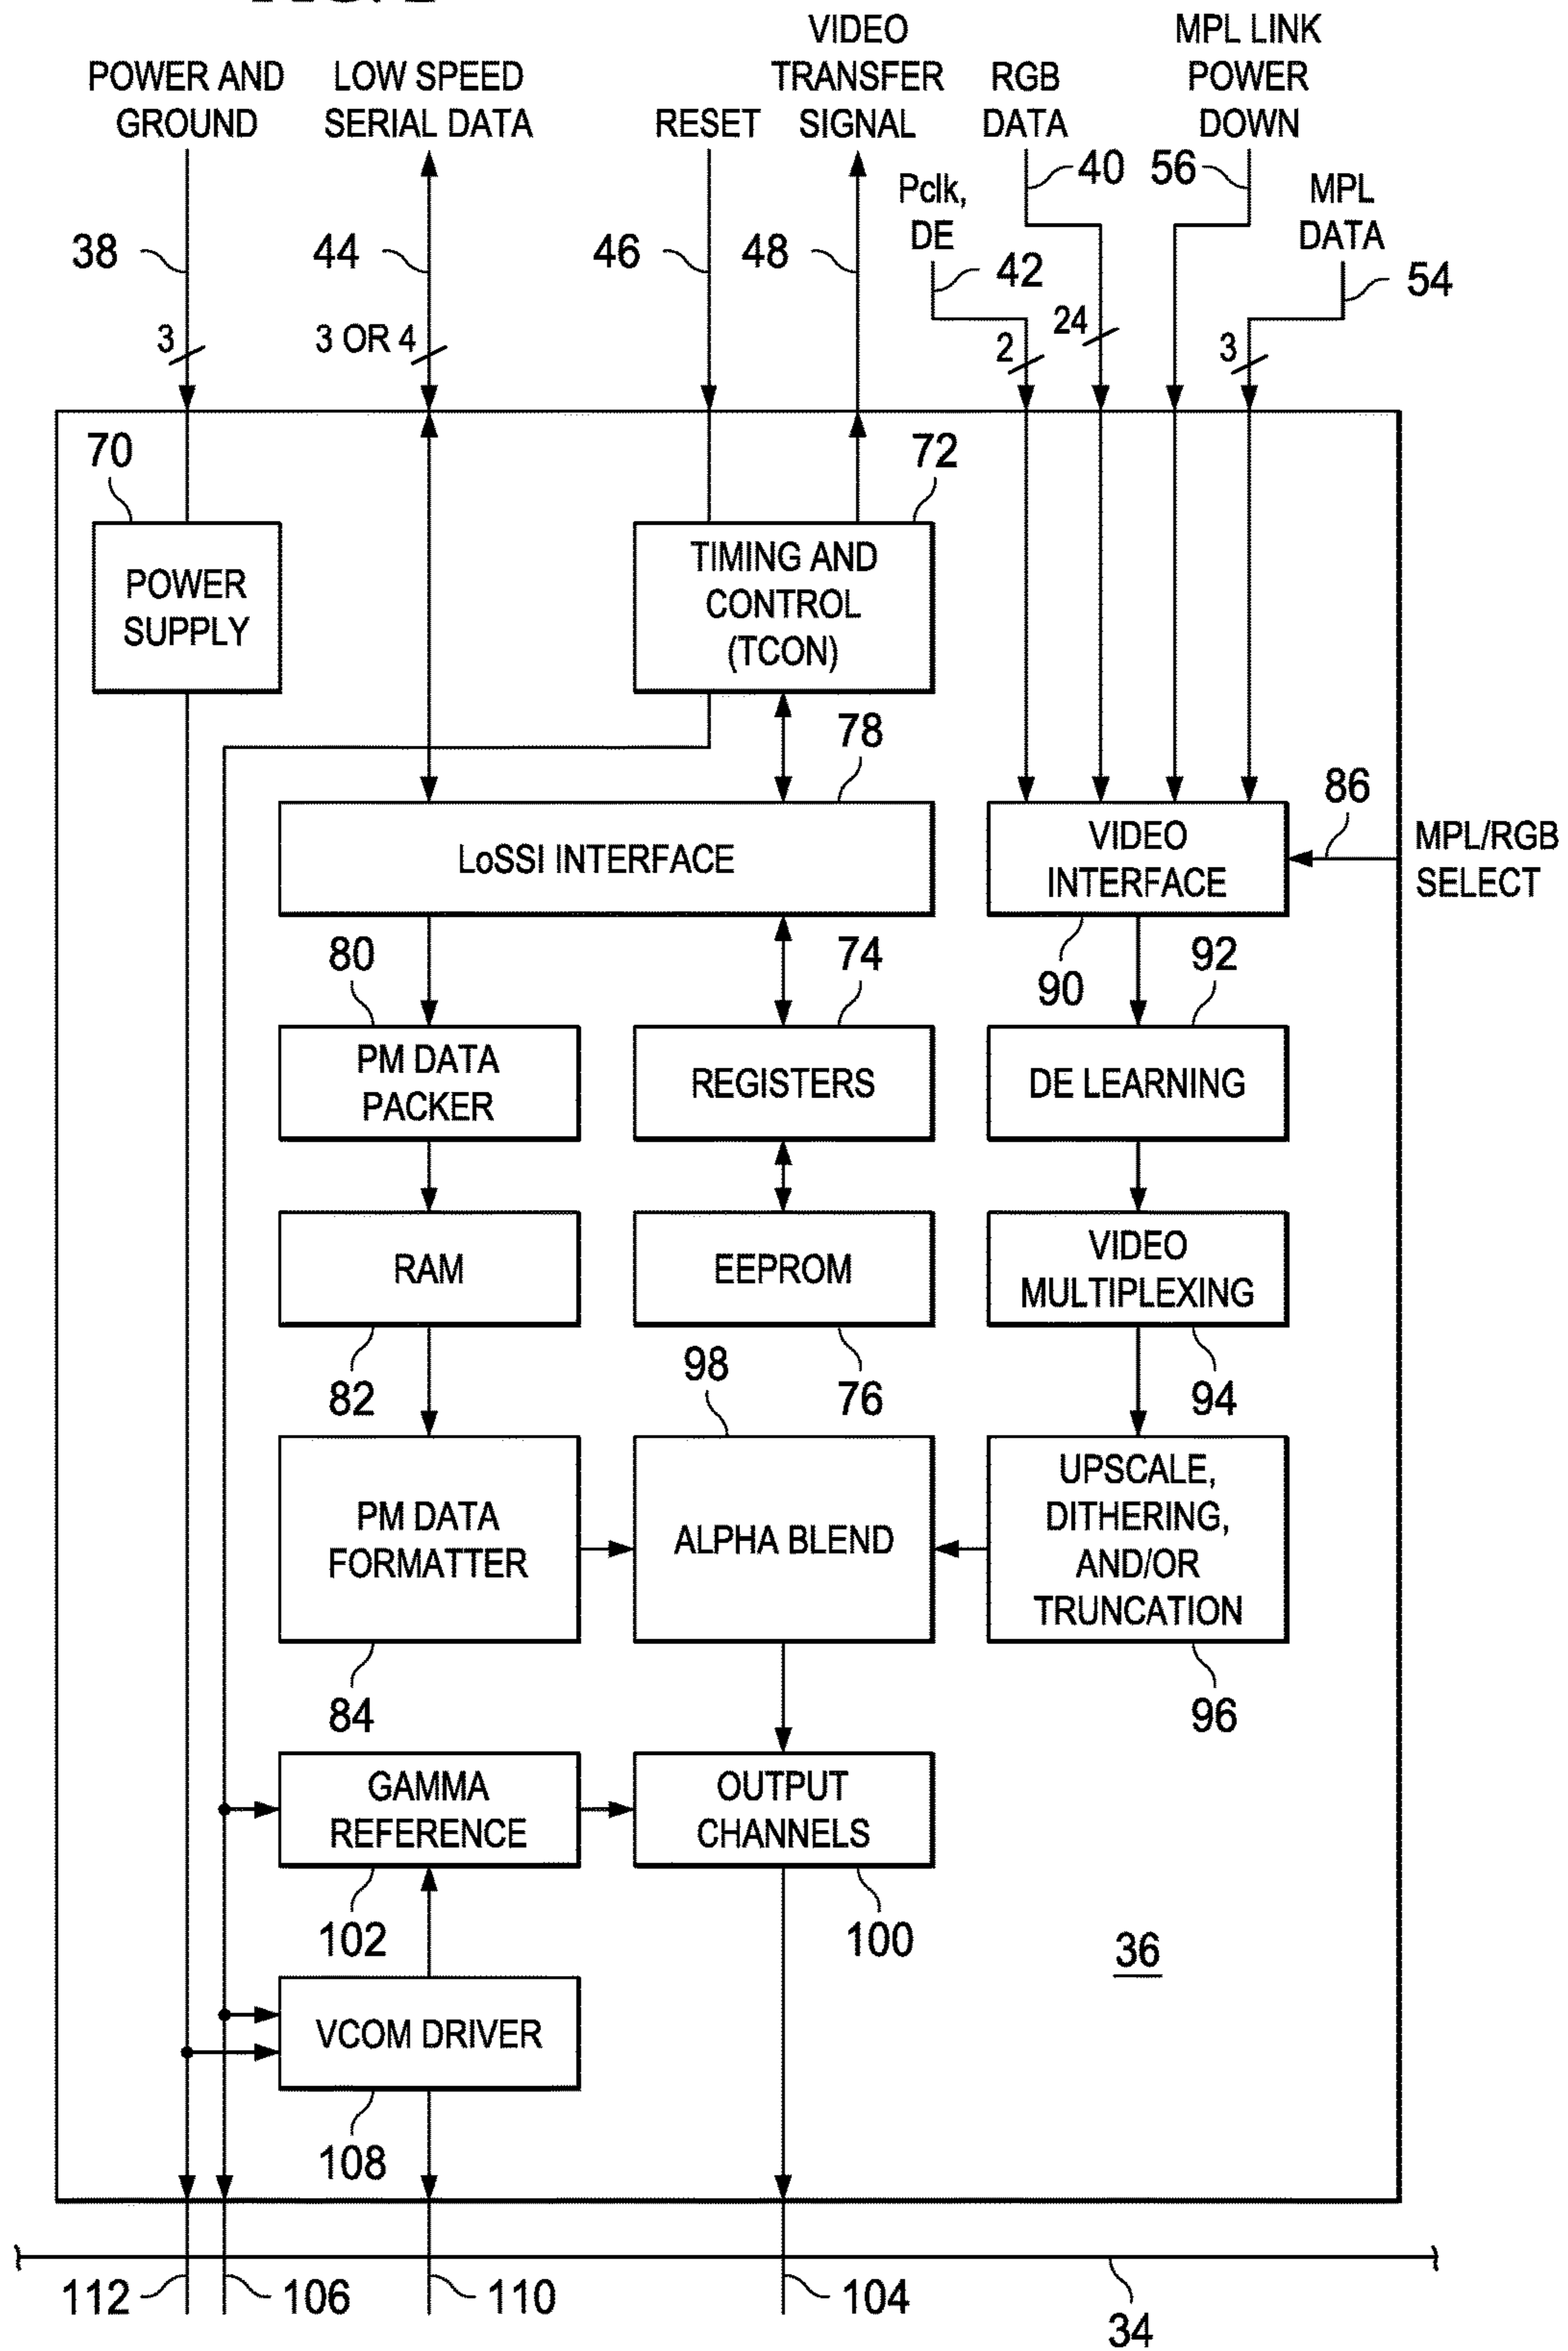 POWER AND
GROUND
LOW SPEED
SERIAL DATA
RESET
VIDEO
TRANSFER
SIGNAL
RGB
DATA
MPL LINK
POWER
DOWN
Pclk,
DE
MPL
DATA
38
44
46
48
42
40
56
54
3
3 OR 4
2
24
3
70
POWER
SUPPLY
72
TIMING AND
CONTROL
(TCON)
78
LoSSI INTERFACE
VIDEO
INTERFACE
86
MPL/RGB
SELECT
90
80
PM DATA
PACKER
74
REGISTERS
92
DE LEARNING
RAM
82
EEPROM
76
VIDEO
MULTIPLEXING
94
98
PM DATA
FORMATTER
84
ALPHA BLEND
UPSCALE,
DITHERING,
AND/OR
TRUNCATION
96
GAMMA
REFERENCE
102
OUTPUT
CHANNELS
100
36
VCOM DRIVER
108
112
106
110
104
34